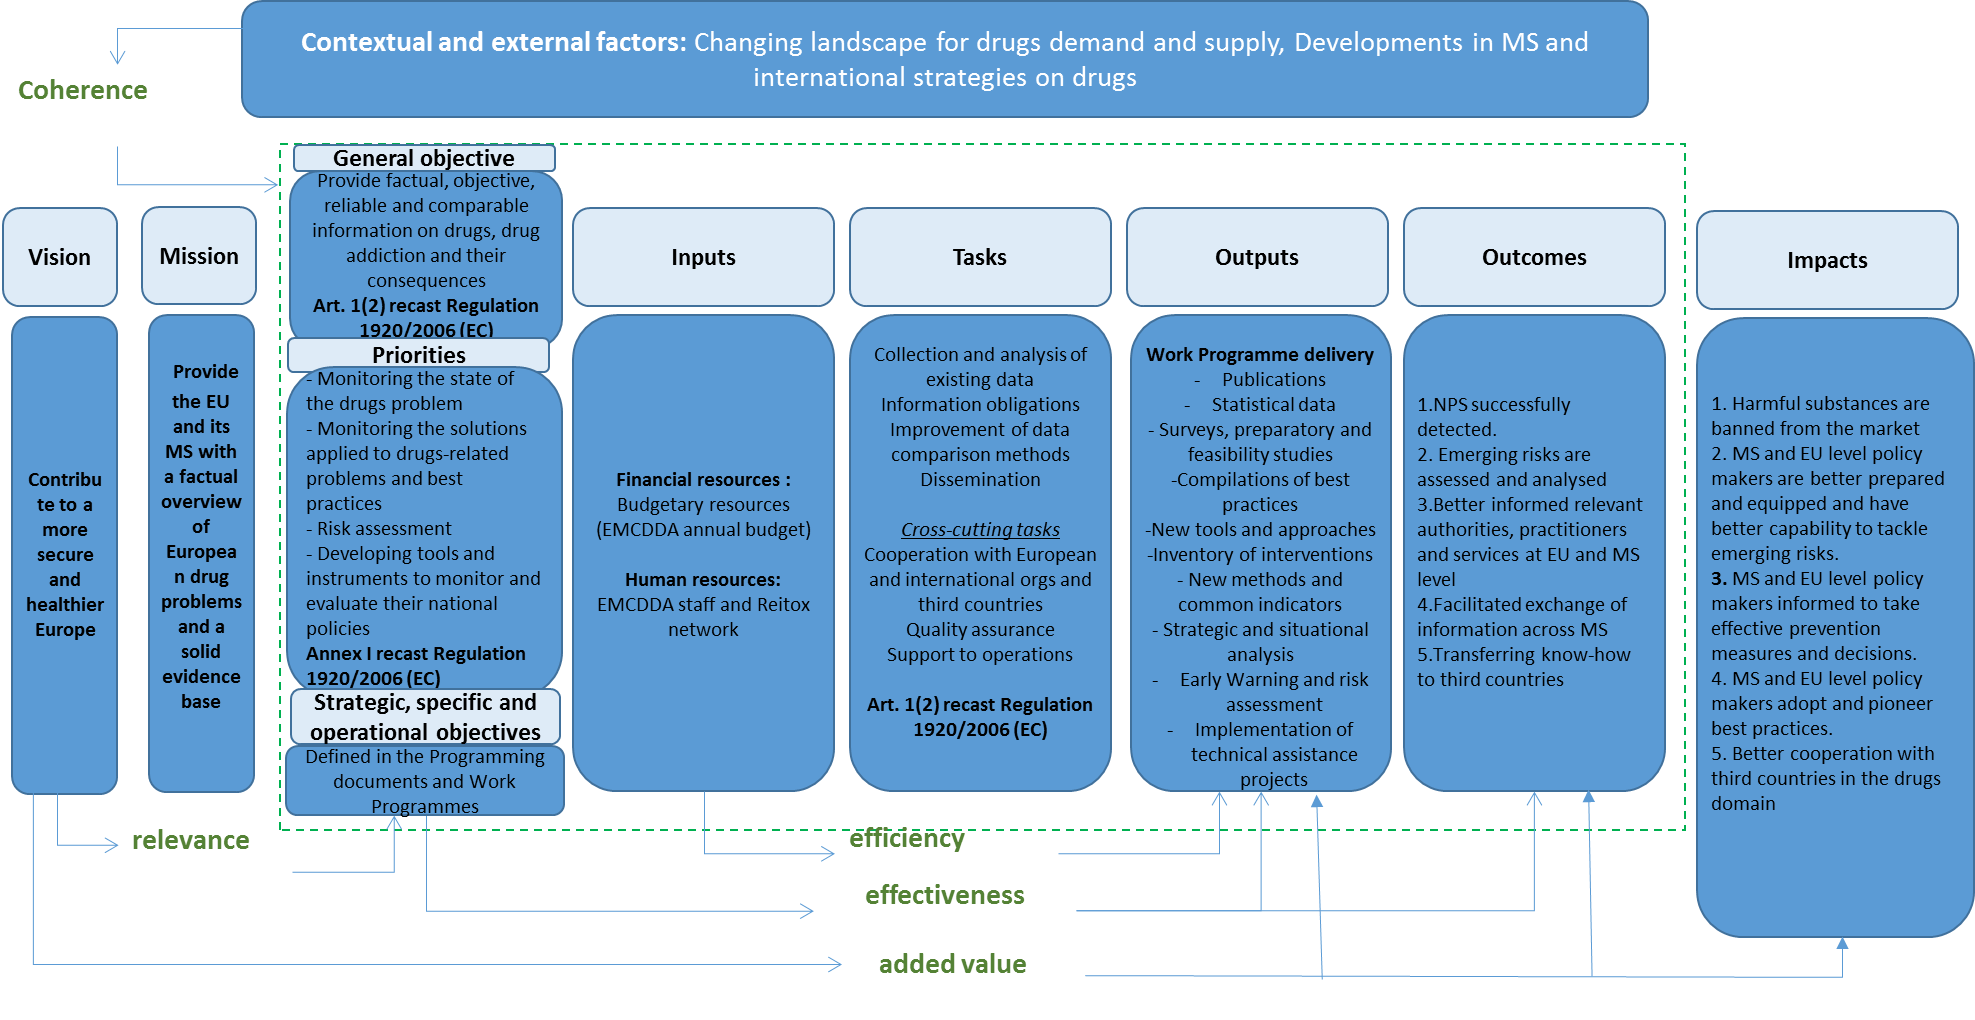 Contextual and external factors: Changing landscape for drugs demand and supply, Developments in MS and
international strategies on drugs
Coherence
Vision
Contribu
te to a
more
secure
and
healthier
Europe
Mission
Provide
the EU
and its
MS with
a factual
overview
of
Europea
n drug
problems
and a
solid
evidence
base
General objective
Provide factual, objective,
reliable and comparable
information on drugs, drug
addiction and their
consequences
Art. 1(2) recast Regulation
1920/2006 (EC)
Priorities
- Monitoring the state of
the drugs problem
- Monitoring the solutions
applied to drugs-related
problems and best
practices
- Risk assessment
- Developing tools and
instruments to monitor and
evaluate their national
policies
Annex I recast Regulation
1920/2006 (EC)
Strategic, specific and
operational objectives
Defined in the Programming
documents and Work
Programmes
Inputs
Financial resources :
Budgetary resources
(EMCDDA annual budget)
Human resources:
EMCDDA staff and Reitox
network
Tasks
Collection and analysis of
existing data
Information obligations
Improvement of data
comparison methods
Dissemination
Cross-cutting tasks
Cooperation with European
and international orgs and
third countries
Quality assurance
Support to operations
Art. 1(2) recast Regulation
1920/2006 (EC)
Outputs
Work Programme delivery
- Publications
- Statistical data
- Surveys, preparatory and
feasibility studies
-Compilations of best
practices
-New tools and approaches
-Inventory of interventions
- New methods and
common indicators
- Strategic and situational
analysis
- Early Warning and risk
assessment
- Implementation of
technical assistance
projects
Outcomes
1.NPS successfully
detected.
2. Emerging risks are
assessed and analysed
3.Better informed relevant
authorities, practitioners
and services at EU and MS
level
4.Facilitated exchange of
information across MS
5.Transferring know-how
to third countries
Impacts
1. Harmful substances are
banned from the market
2. MS and EU level policy
makers are better prepared
and equipped and have
better capability to tackle
emerging risks.
3. MS and EU level policy
makers informed to take
effective prevention
measures and decisions.
4. MS and EU level policy
makers adopt and pioneer
best practices.
5. Better cooperation with
third countries in the drugs
domain
relevance
efficiency
effectiveness
added value